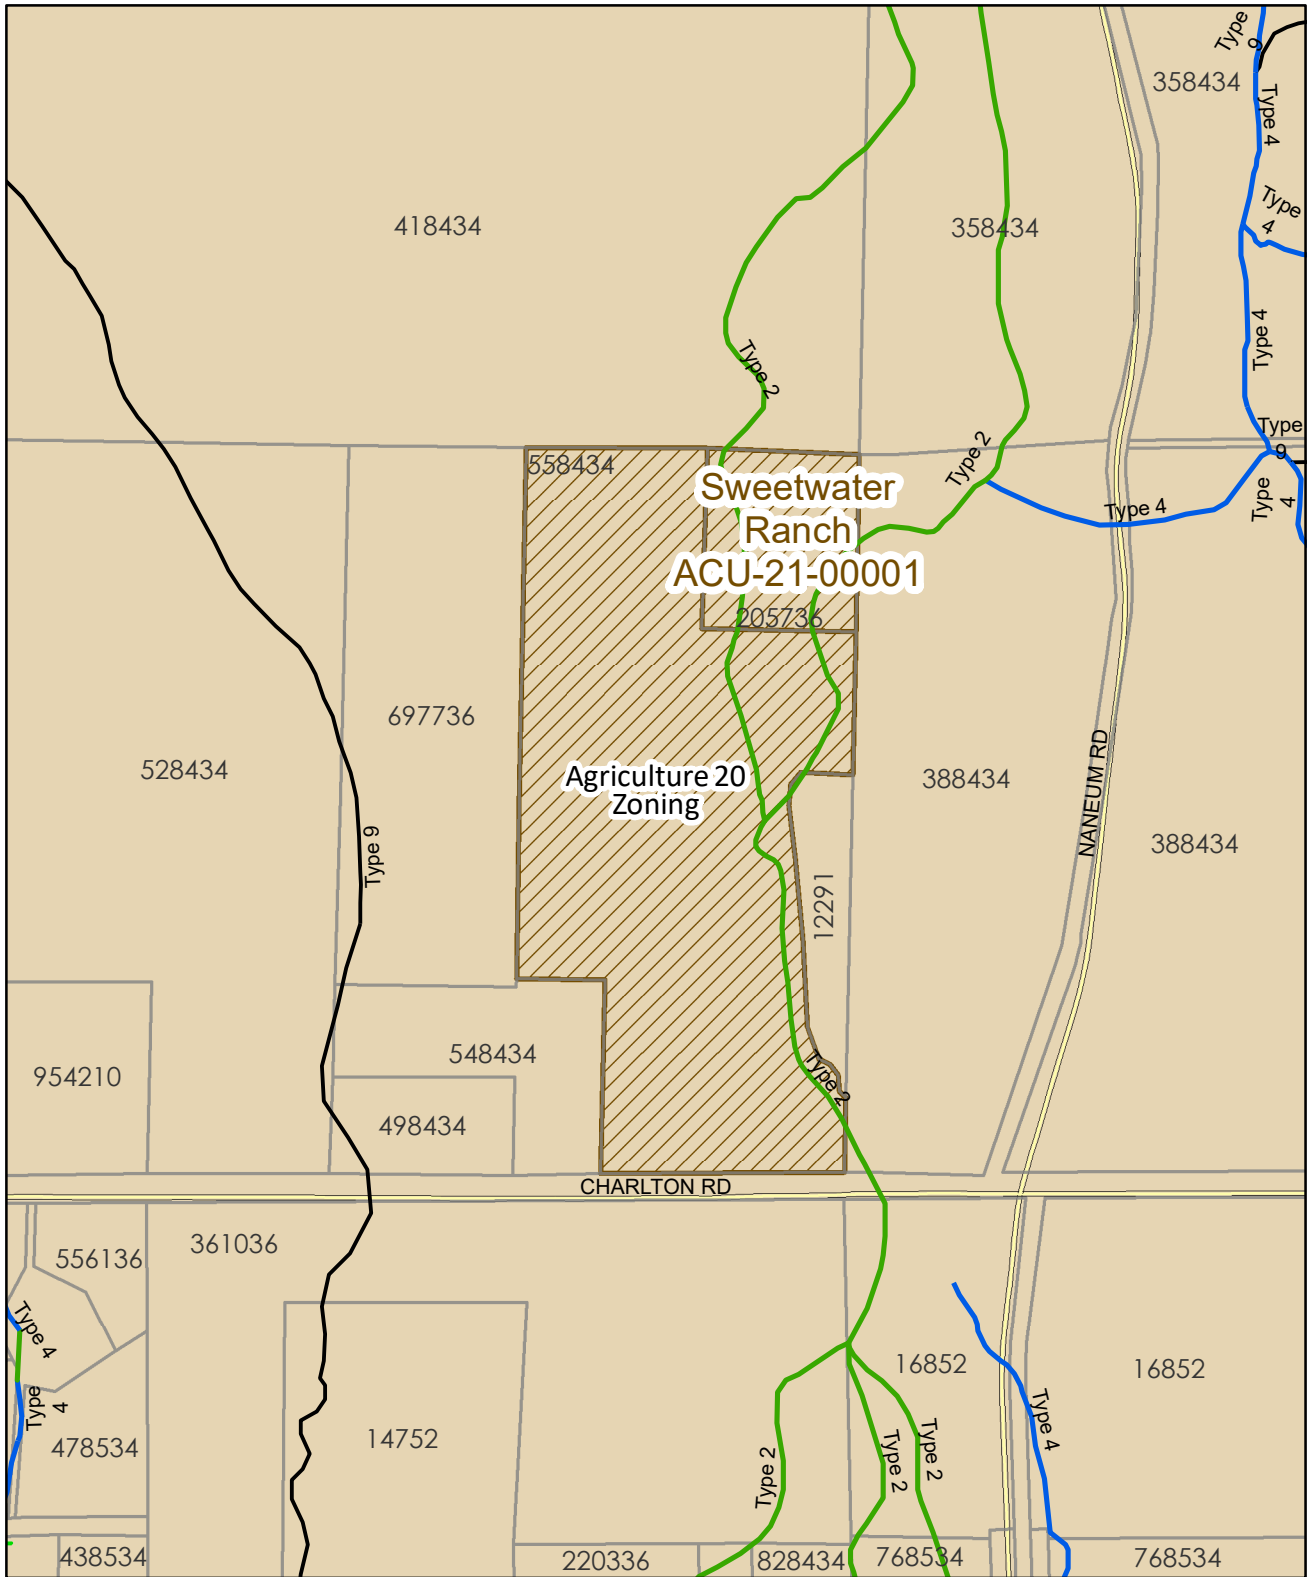 Type
9
358434
Type 4
Type
4
418434
358434
Type 4
Type 2
Type
9
Type 2
558434
Sweetwater
Ranch
ACU-21-00001
Type
4
Type 4
205736
697736
528434
Agriculture 20
Zoning
388434
NANEUM RD
388434
Type 9
12291
548434
954210
Type 2
498434
CHARLTON RD
361036
556136
Type 4
16852
16852
Type
4
478534
14752
Type 4
Type 2
Type 2
Type 2
438534
220336
828434
768534
768534